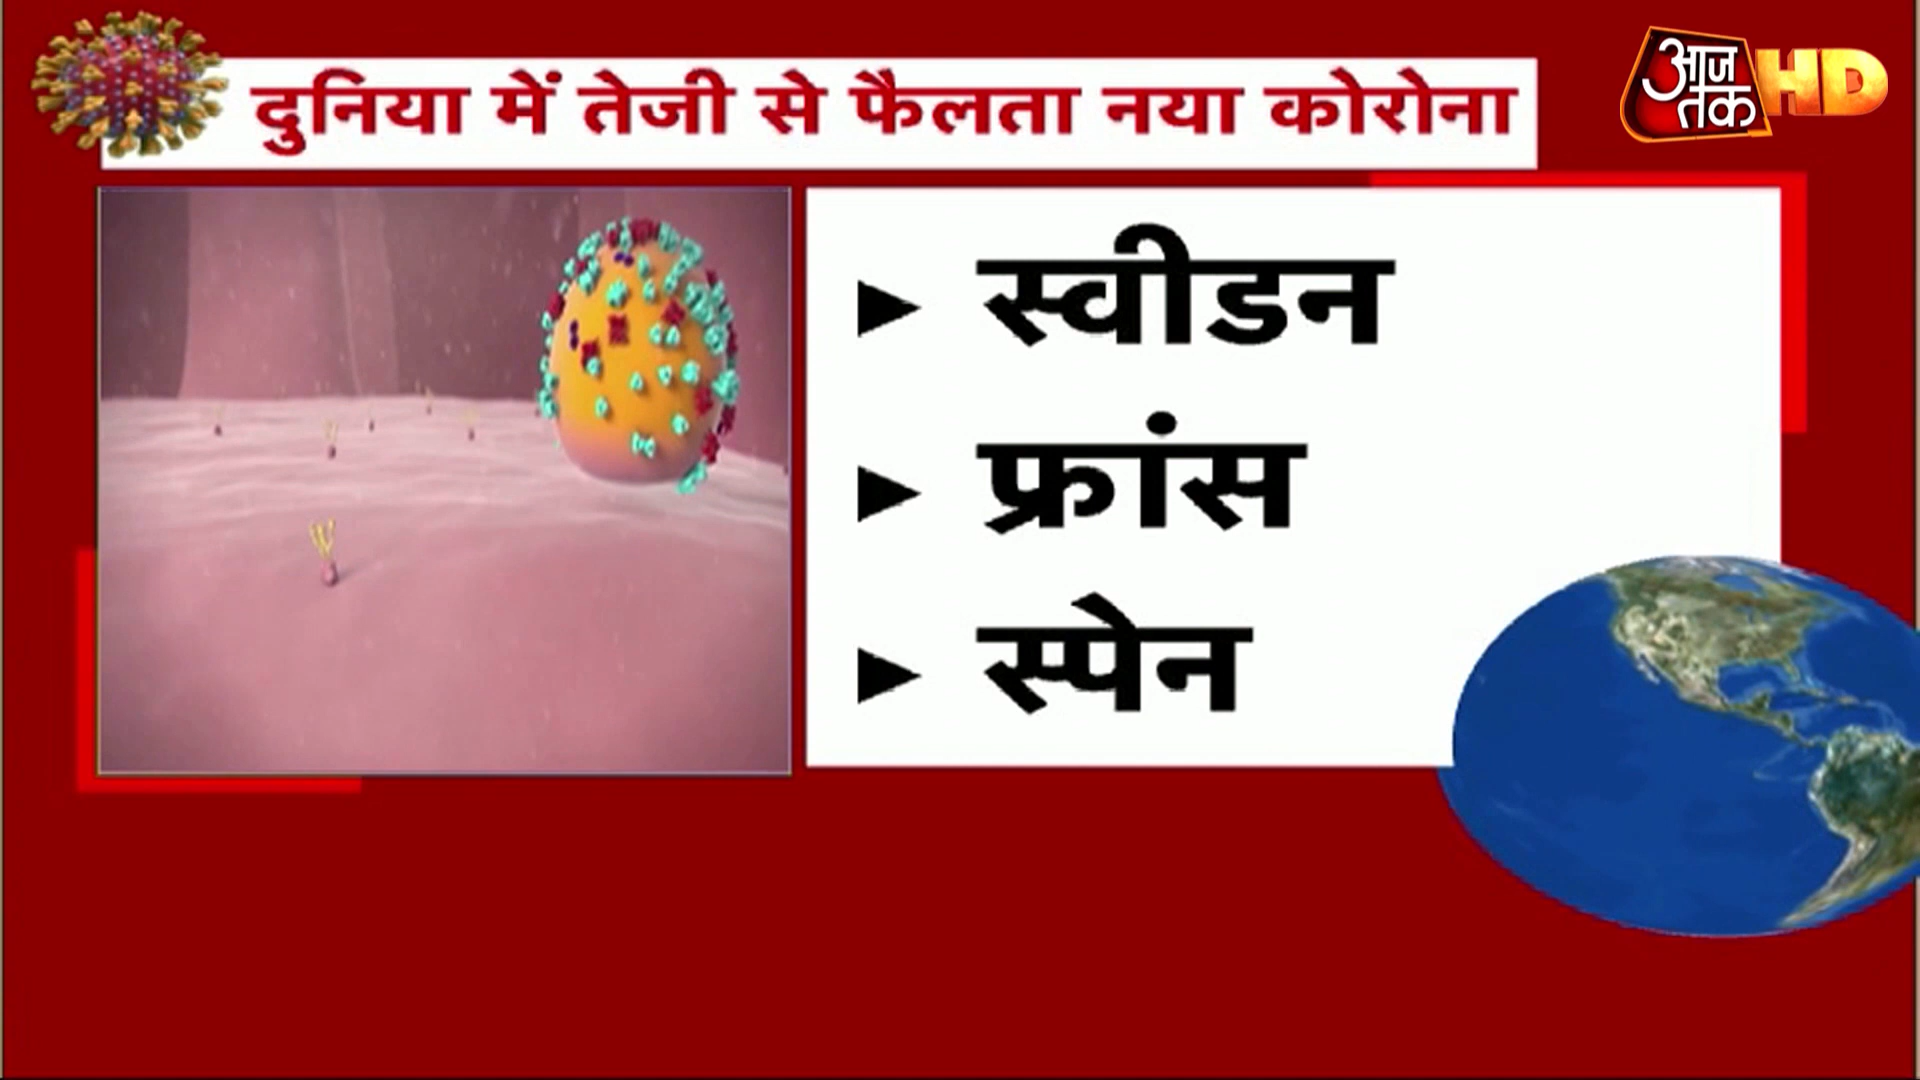 दुनिया में तेजी से फैलता नया कोरोना
आज तक HD
► स्वीडन
► फ्रांस
► स्पेन